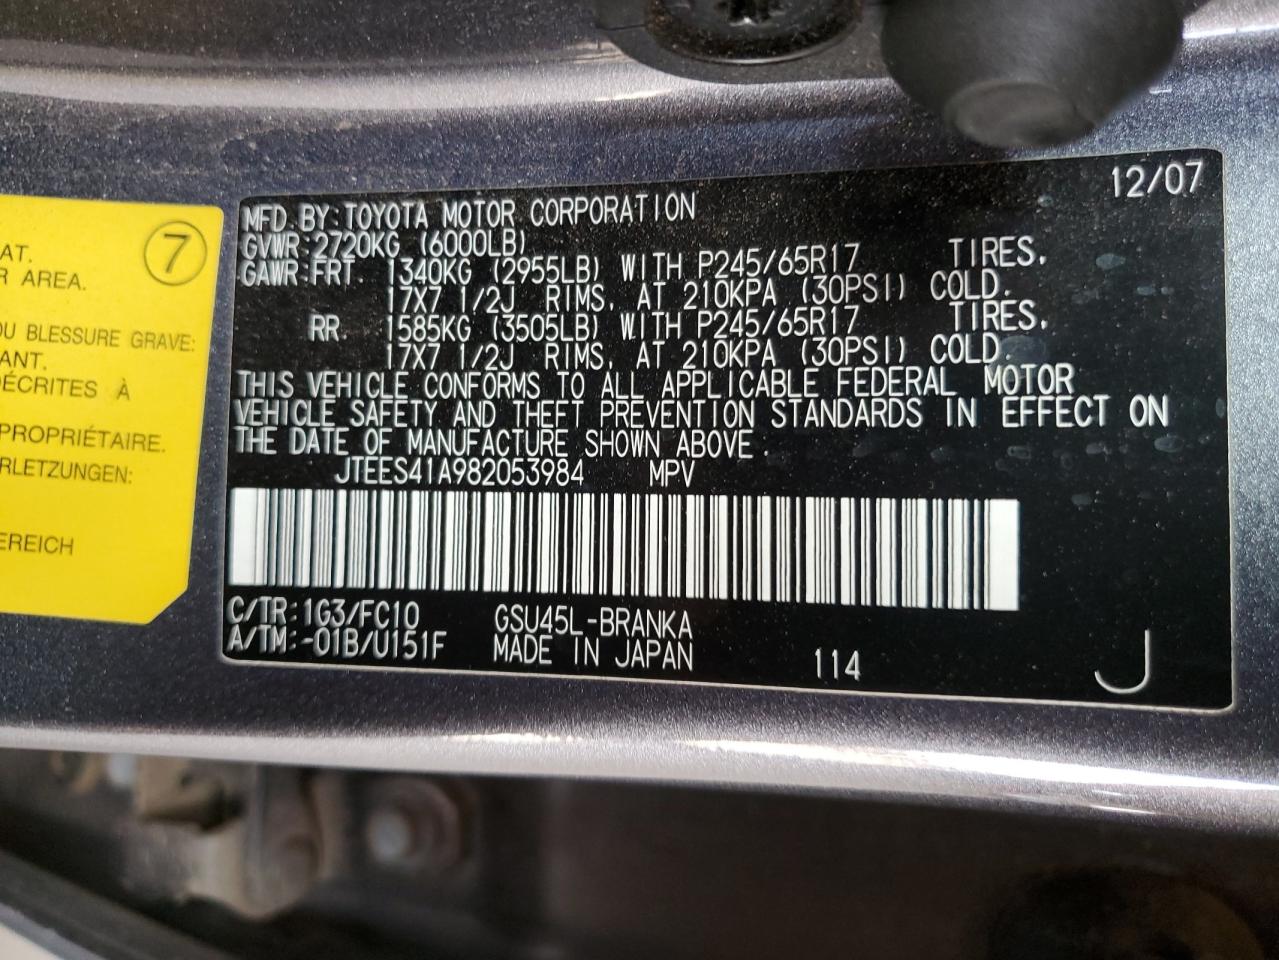 AT.
R AREA.
7
OU BLESSURE GRAVE:
ANT.
DÉCRITES À
PROPRIÉTAIRE.
RLETZUNGEN:
EREICH
12/07
MFD. BY: TOYOTA MOTOR CORPORATION
GVWR: 2720KG (6000LB)
GAWR: FRT. 1340KG (2955LB) WITH P245/65R17 TIRES,
17X7 1/2J RIMS, AT 210KPA (30PSI) COLD.
RR. 1585KG (3505LB) WITH P245/65R17 TIRES,
17X7 1/2J RIMS, AT 210KPA (30PSI) COLD.
THIS VEHICLE CONFORMS TO ALL APPLICABLE FEDERAL MOTOR
VEHICLE SAFETY AND THEFT PREVENTION STANDARDS IN EFFECT ON
THE DATE OF MANUFACTURE SHOWN ABOVE.
JTEES41A982053984 MPV
C/TR: 1G3/FC10 GSU45L-BRANKA
A/TM: -01B/U151F MADE IN JAPAN 114 J